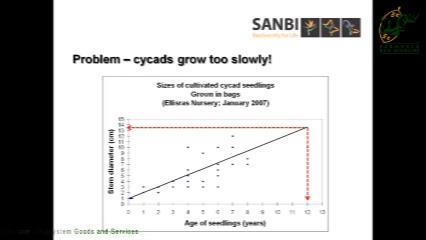 SANBI
Biodiversity for Life
Problem – cycads grow too slowly!
Sizes of cultivated cycad seedlings
Grown in bags
(Ellisras Nursery; January 2007)
Stem diameter (cm)
0 1 2 3 4 5 6 7 8 9 10 11 12 13
Age of seedlings (years)
System Goods and Services